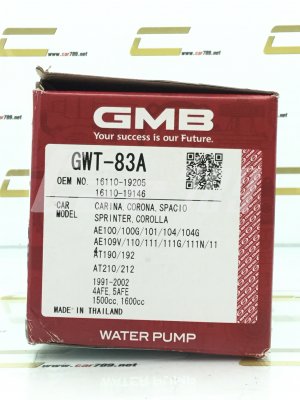 www.car789.net
www.car789.net
GMB
Your success is our Future.
GWT-83A
OEM NO. 16110-19205
16110-19146
CAR MODEL CARINA, CORONA, SPACIO
SPRINTER, COROLLA
AE100/100G/101/104/104G
AE109V/110/111/111G/111N/11
4
AT190/192
AT210/212
1991-2002
4AFE, 5AFE
1500cc, 1600cc
MADE IN THAILAND
WATER PUMP